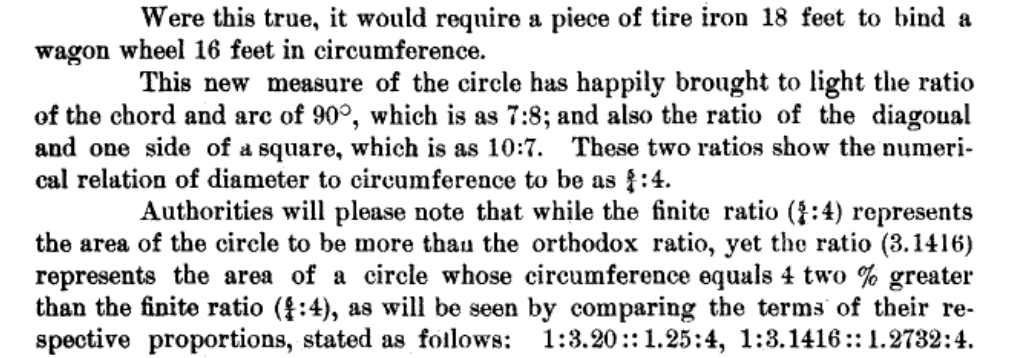 Were this true, it would require a piece of tire iron 18 feet to bind a
wagon wheel 16 feet in circumference.
This new measure of the circle has happily brought to light the ratio
of the chord and arc of 90°, which is as 7:8; and also the ratio of the diagonal
and one side of a square, which is as 10:7. These two ratios show the numeri-
cal relation of diameter to circumference to be as 5/4:4.
Authorities will please note that while the finite ratio (5/4:4) represents
the area of the circle to be more than the orthodox ratio, yet the ratio (3.1416)
represents the area of a circle whose circumference equals 4 two % greater
than the finite ratio (5/4:4), as will be seen by comparing the terms of their re-
spective proportions, stated as follows: 1:3.20::1.25:4, 1:3.1416::1.2732:4.